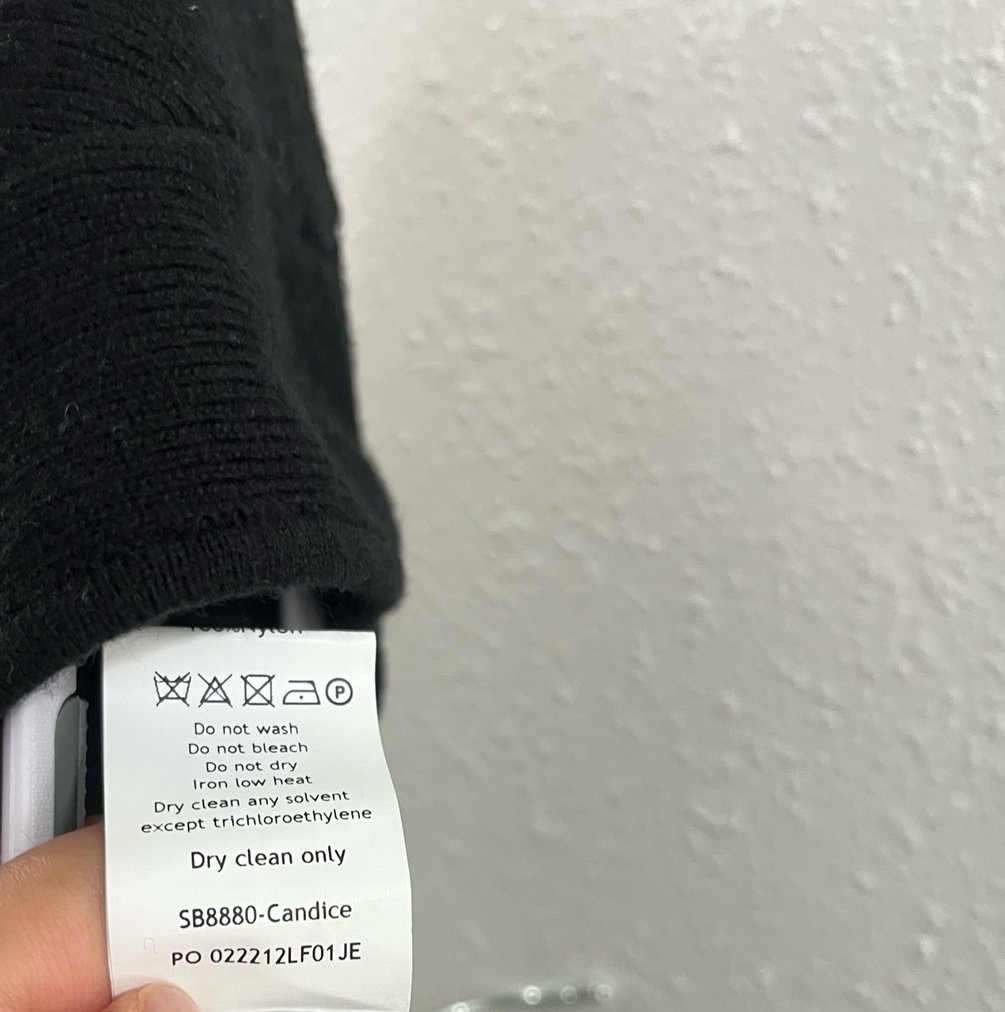 P
Do not wash
Do not bleach
Do not dry
Iron low heat
Dry clean any solvent
except trichloroethylene
Dry clean only
SB8880-Candice
PO 022212LF01JE